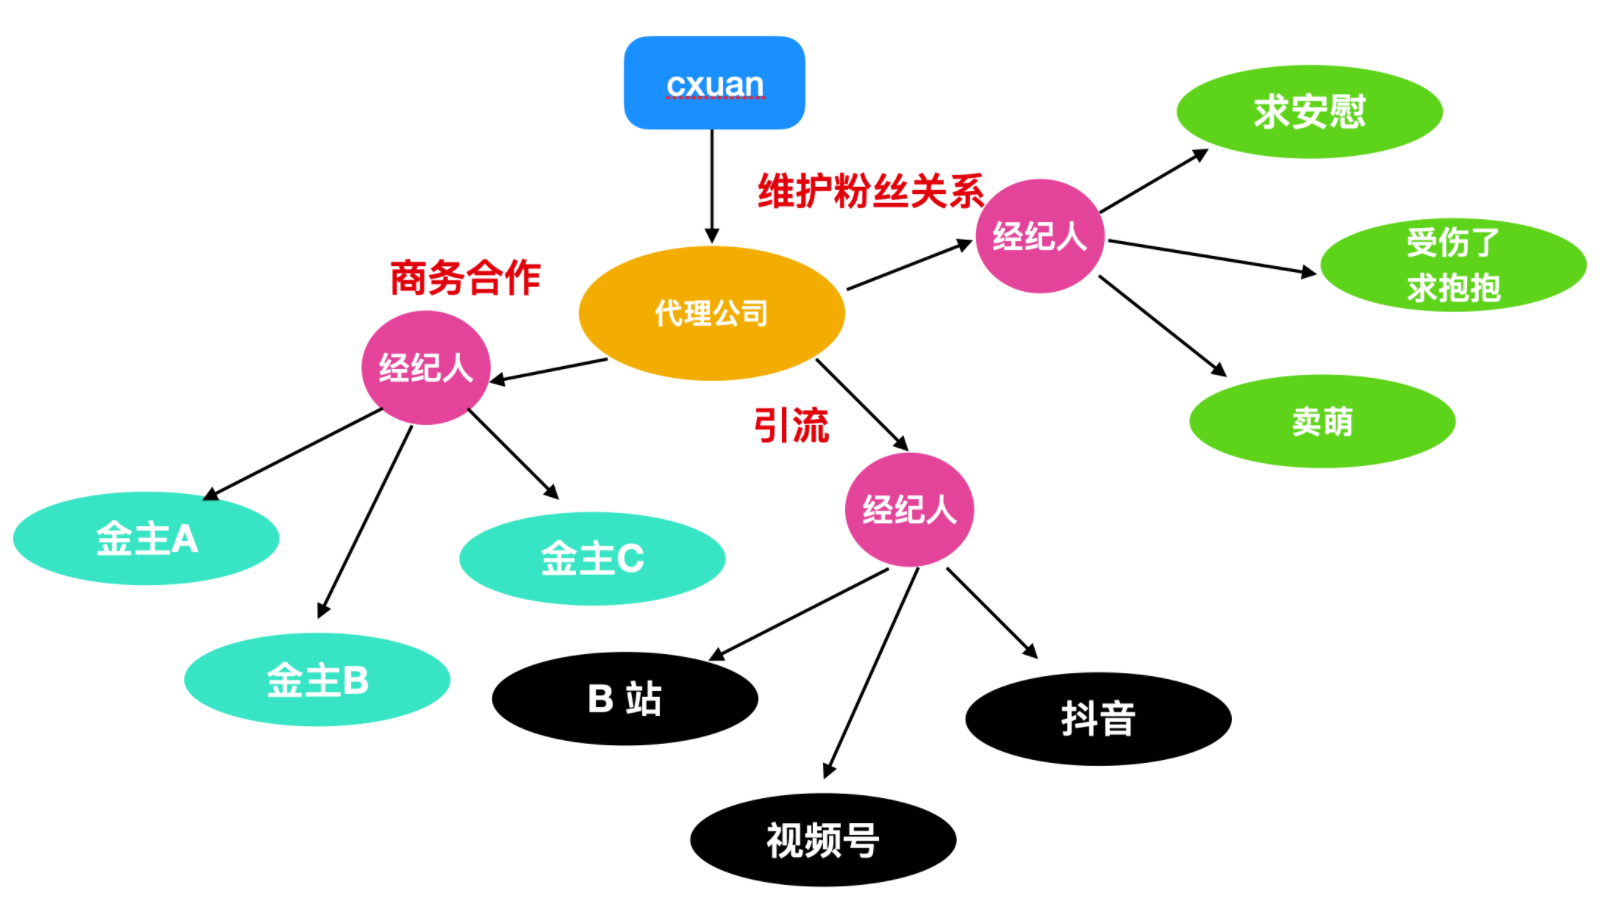 cxuan
求安慰
维护粉丝关系
经纪人
受伤了
求抱抱
商务合作
代理公司
经纪人
引流
卖萌
经纪人
金主A
金主C
金主B
B 站
抖音
视频号